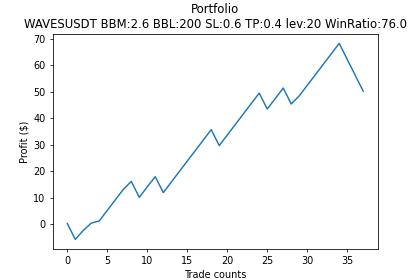 Portfolio
WAVESUSDT BBM:2.6 BBL:200 SL:0.6 TP:0.4 lev:20 WinRatio:76.0
70
60
50
40
30
20
10
0
Profit ($)
0 5 10 15 20 25 30 35
Trade counts